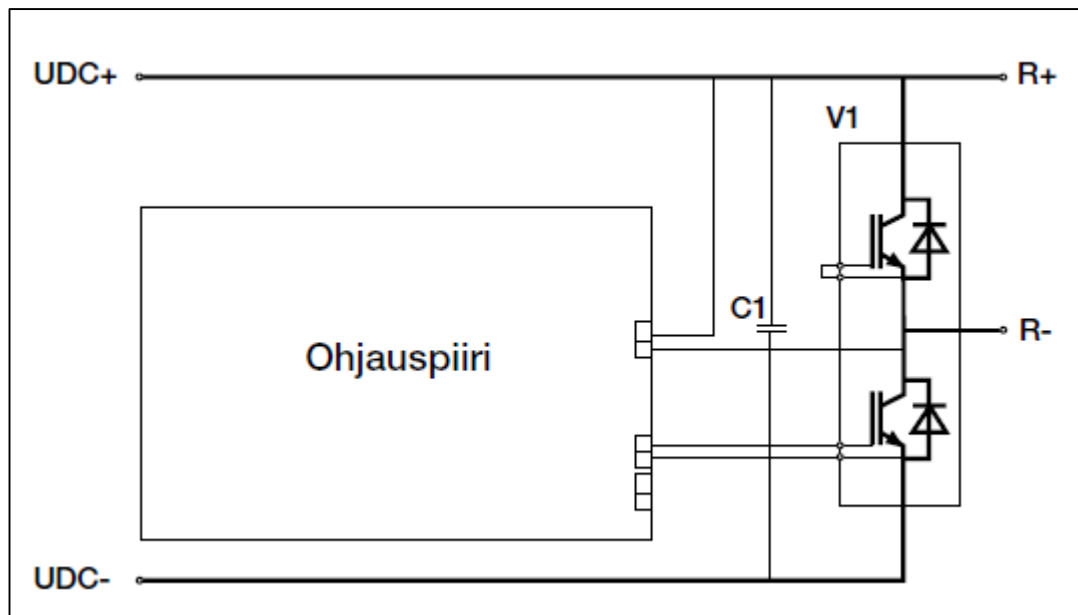 UDC+
R+
V1
C1
R-
Ohjauspiiri
UDC-